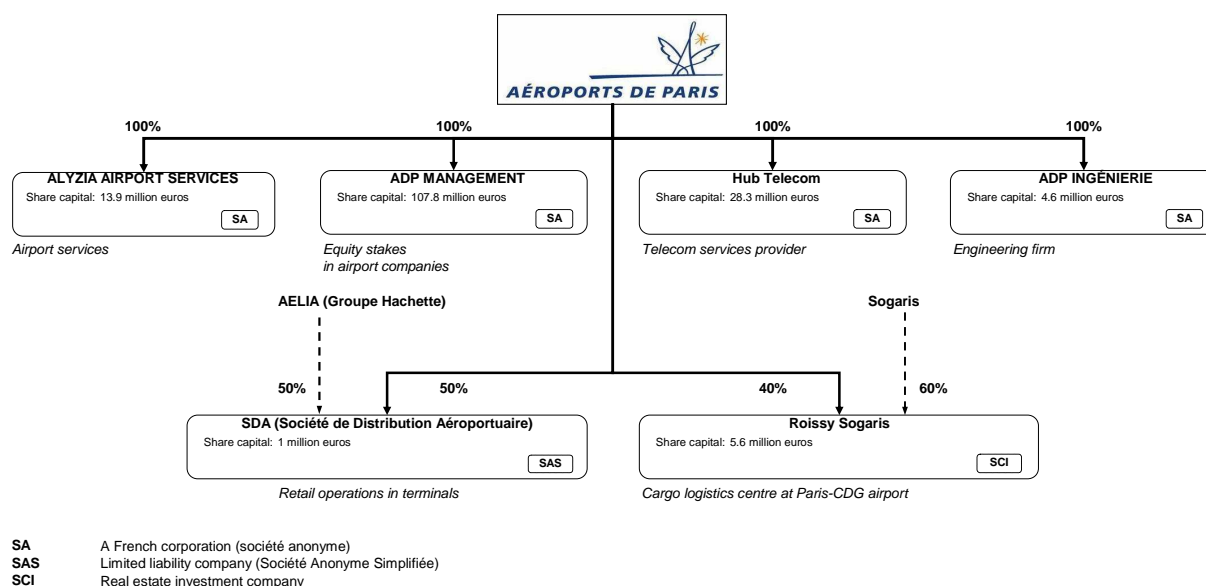 AÉROPORTS DE PARIS
100%
100%
100%
100%
ALYZIA AIRPORT SERVICES
Share capital: 13.9 million euros
SA
Airport services
ADP MANAGEMENT
Share capital: 107.8 million euros
SA
Equity stakes
in airport companies
Hub Telecom
Share capital: 28.3 million euros
SA
Telecom services provider
ADP INGÉNIERIE
Share capital: 4.6 million euros
SA
Engineering firm
AELIA (Groupe Hachette)
Sogaris
50%
50%
40%
60%
SDA (Société de Distribution Aéroportuaire)
Share capital: 1 million euros
SAS
Retail operations in terminals
Roissy Sogaris
Share capital: 5.6 million euros
SCI
Cargo logistics centre at Paris-CDG airport
SA A French corporation (société anonyme)
SAS Limited liability company (Société Anonyme Simplifiée)
SCI Real estate investment company